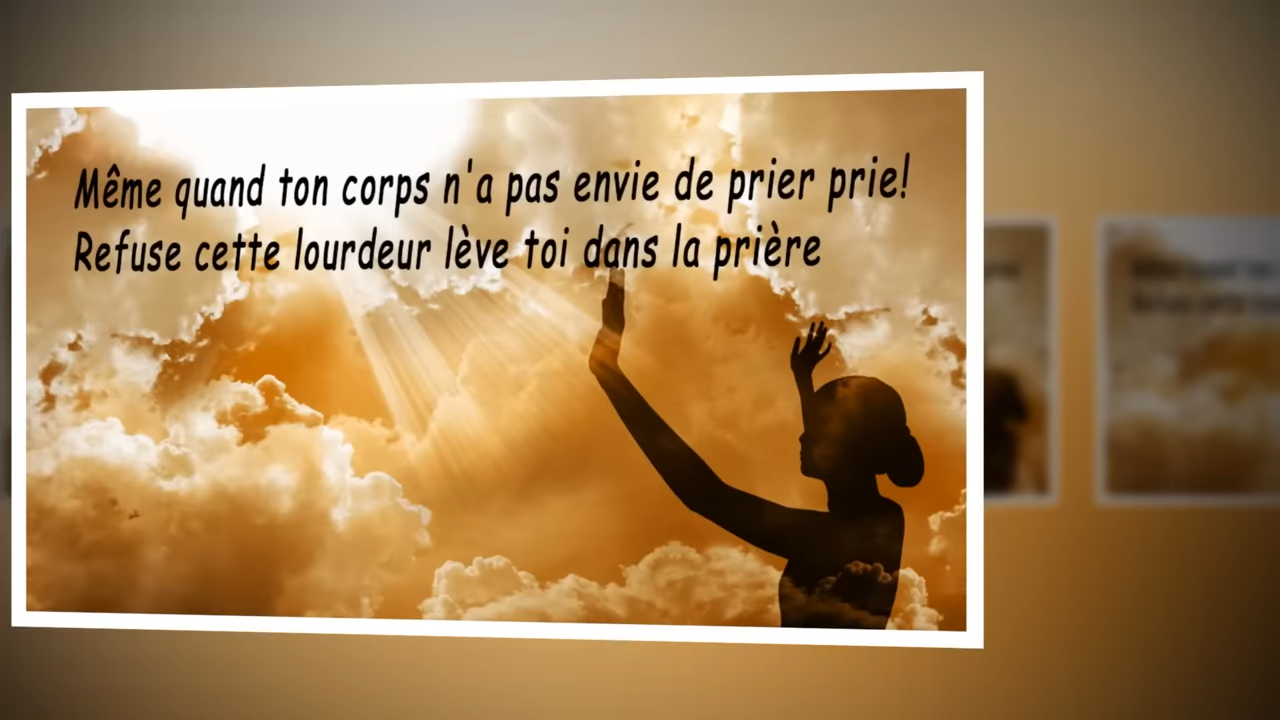 Même quand ton corps n'a pas envie de prier prie!
Refuse cette lourdeur lève toi dans la prière